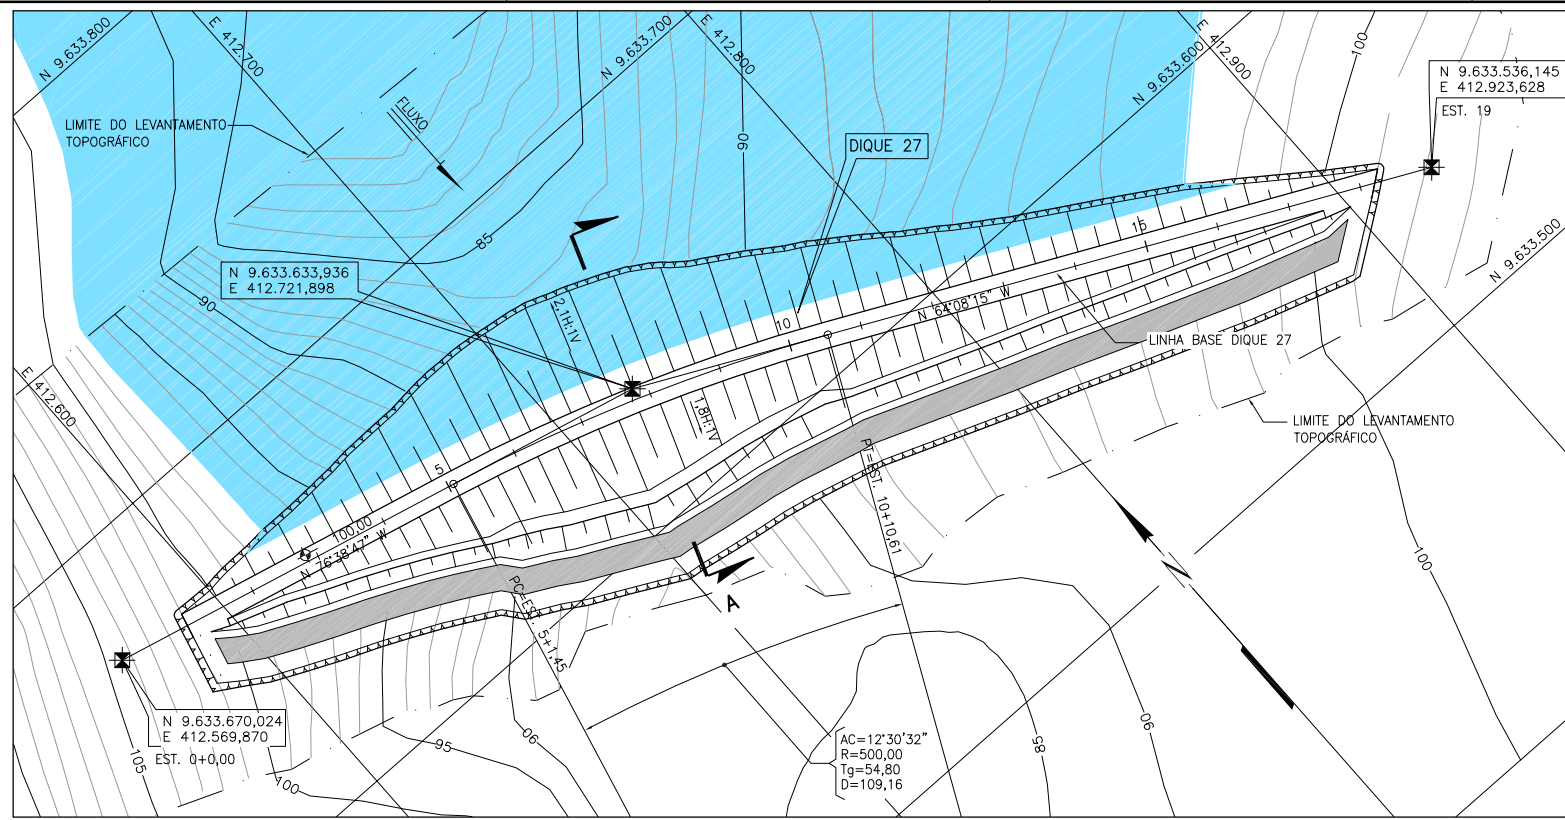 N 9.633.800
E 412.700
N 9.633.700
E 412.800
N 9.633.600
E 412.900
100
N 9.633.536,145
E 412.923,628
EST. 19
LIMITE DO LEVANTAMENTO
TOPOGRÁFICO
FLUXO
90
DIQUE 27
85
N 9.633.633,936
E 412.721,898
90
15
N 9.633.500
2,1H:1V
10
N 64°08'15" W
LINHA BASE DIQUE 27
E 412.600
1,8H:1V
LIMITE DO LEVANTAMENTO
TOPOGRÁFICO
5
100,00
N 76°38'47" W
PT=EST. 10+10,61
100
PC=EST. 5+1,45
A
N 9.633.670,024
E 412.569,870
EST. 0+0,00
105
95
90
100
AC=12°30'32"
R=500,00
Tg=54,80
D=109,16
85
90